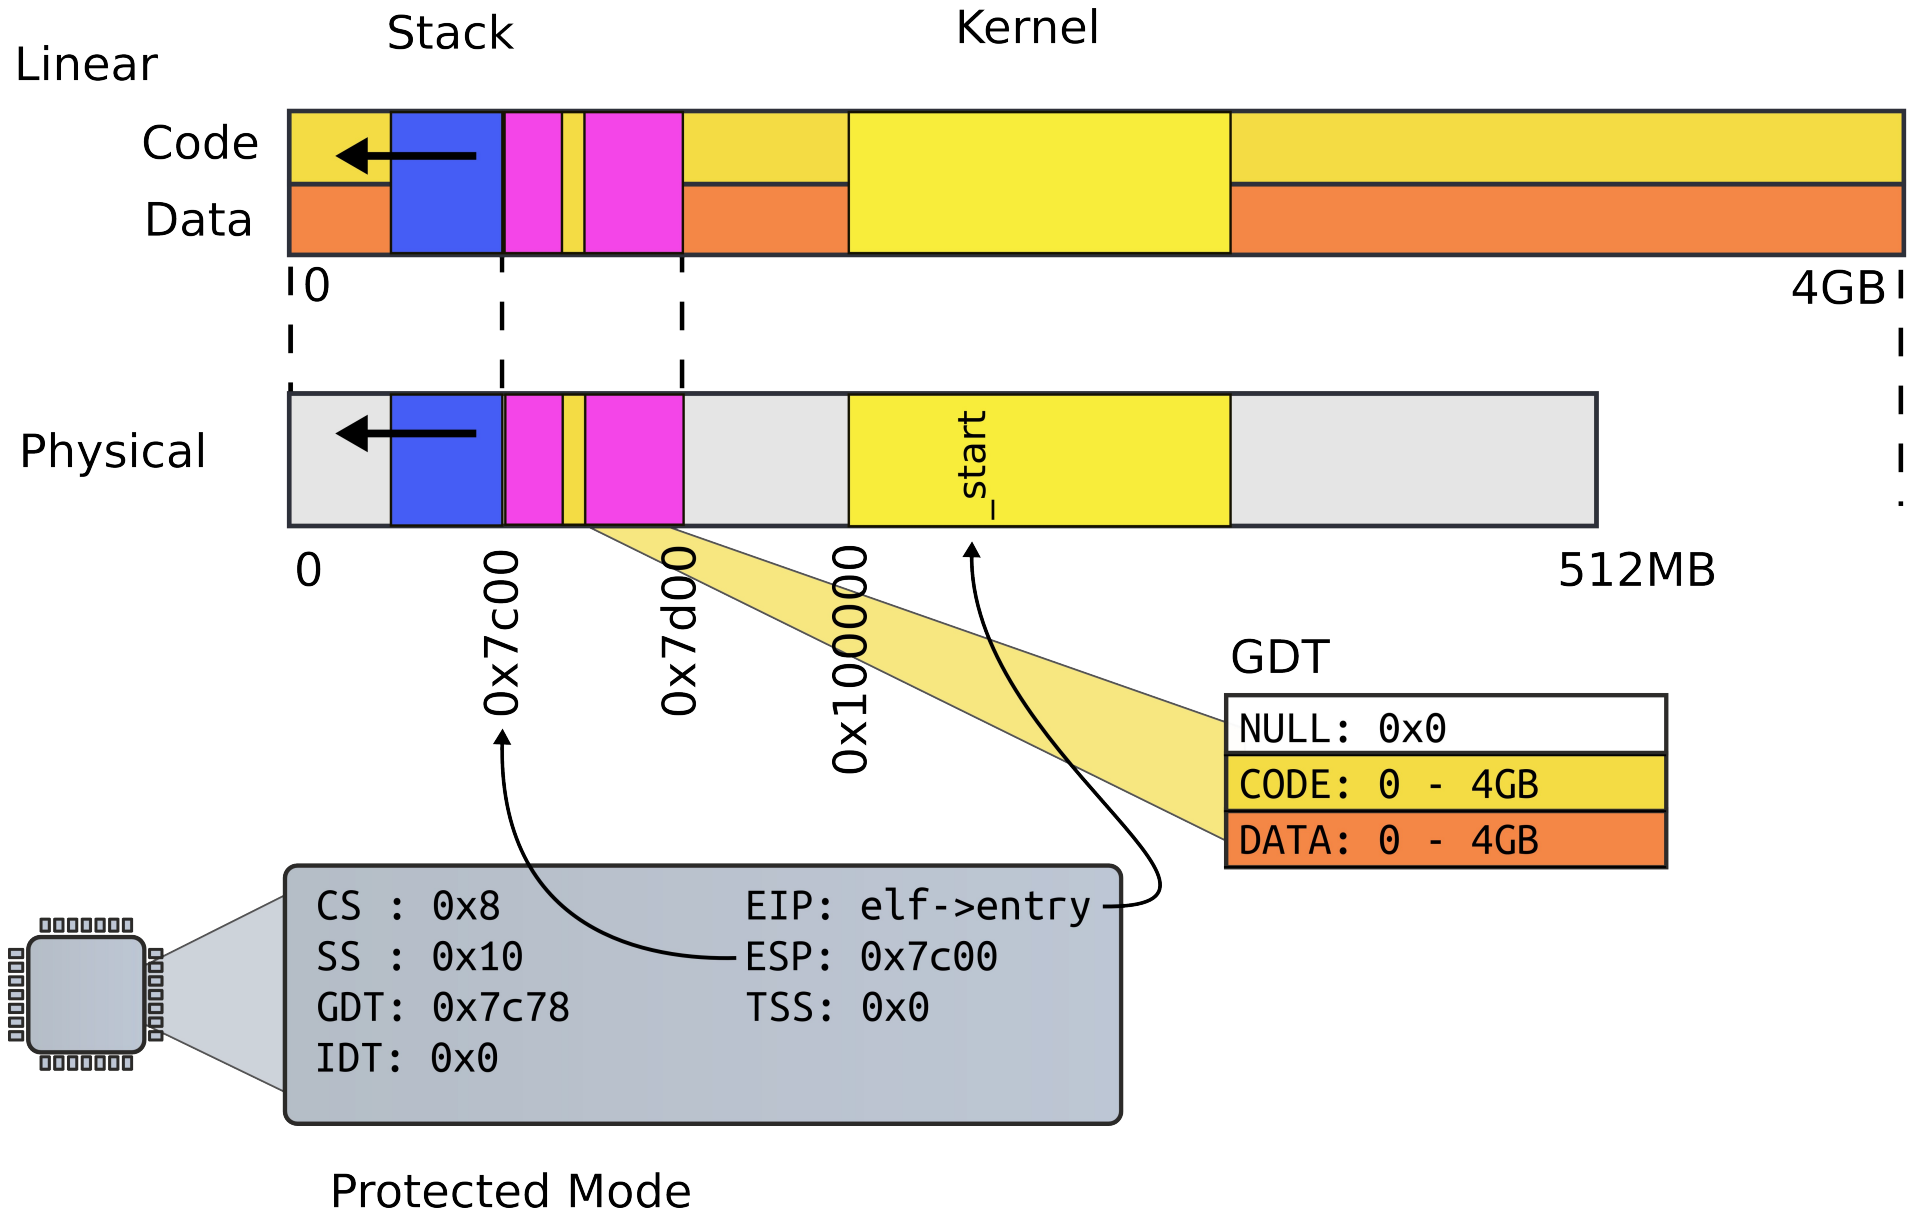 Stack
Kernel
Linear
Code
Data
0
4GB
Physical
_start
0
0x7c00
0x7d00
0x100000
512MB
GDT
NULL: 0x0
CODE: 0 - 4GB
DATA: 0 - 4GB
CS : 0x8
EIP: elf->entry
SS : 0x10
ESP: 0x7c00
GDT: 0x7c78
TSS: 0x0
IDT: 0x0
Protected Mode